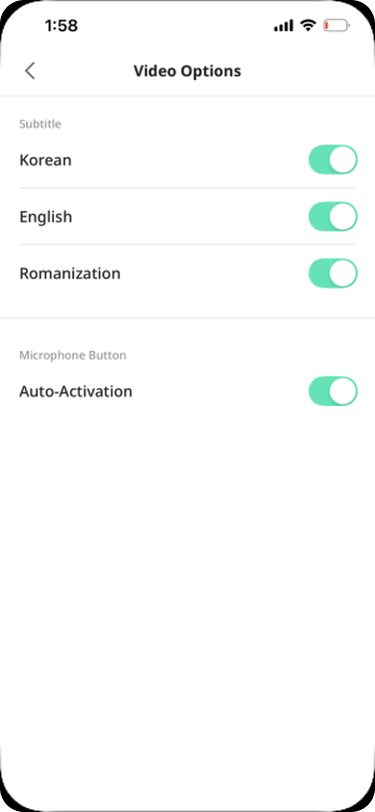 1:58
Video Options
Subtitle
Korean
English
Romanization
Microphone Button
Auto-Activation